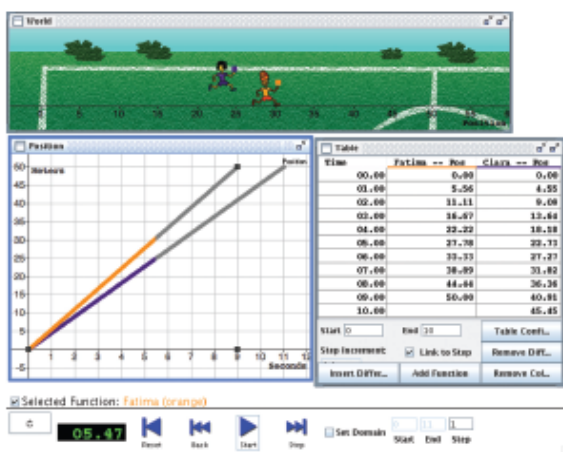 World
0 5 10 15 20 25 30 35 40 45 50 55
Position
Position
Meters
Position
50
45
40
35
30
25
20
15
10
5
-5
1 2 3 4 5 6 7 8 9 10 11 12
Seconds
Table
Time Fatima -- Pos Clara -- Pos
00.00 0.00 0.00
01.00 5.56 4.55
02.00 11.11 9.09
03.00 16.67 13.64
04.00 22.22 18.18
05.00 27.78 22.73
06.00 33.33 27.27
07.00 38.89 31.82
08.00 44.44 36.36
09.00 50.00 40.91
10.00 45.45
Start 0 End 10 Table Confi...
Step Increment: Link to Step Remove Diff...
Insert Differ... Add Function Remove Col...
Selected Function: Fatima (orange)
05.47
Reset Back Start Step
Set Domain
0 11 1
Start End Step